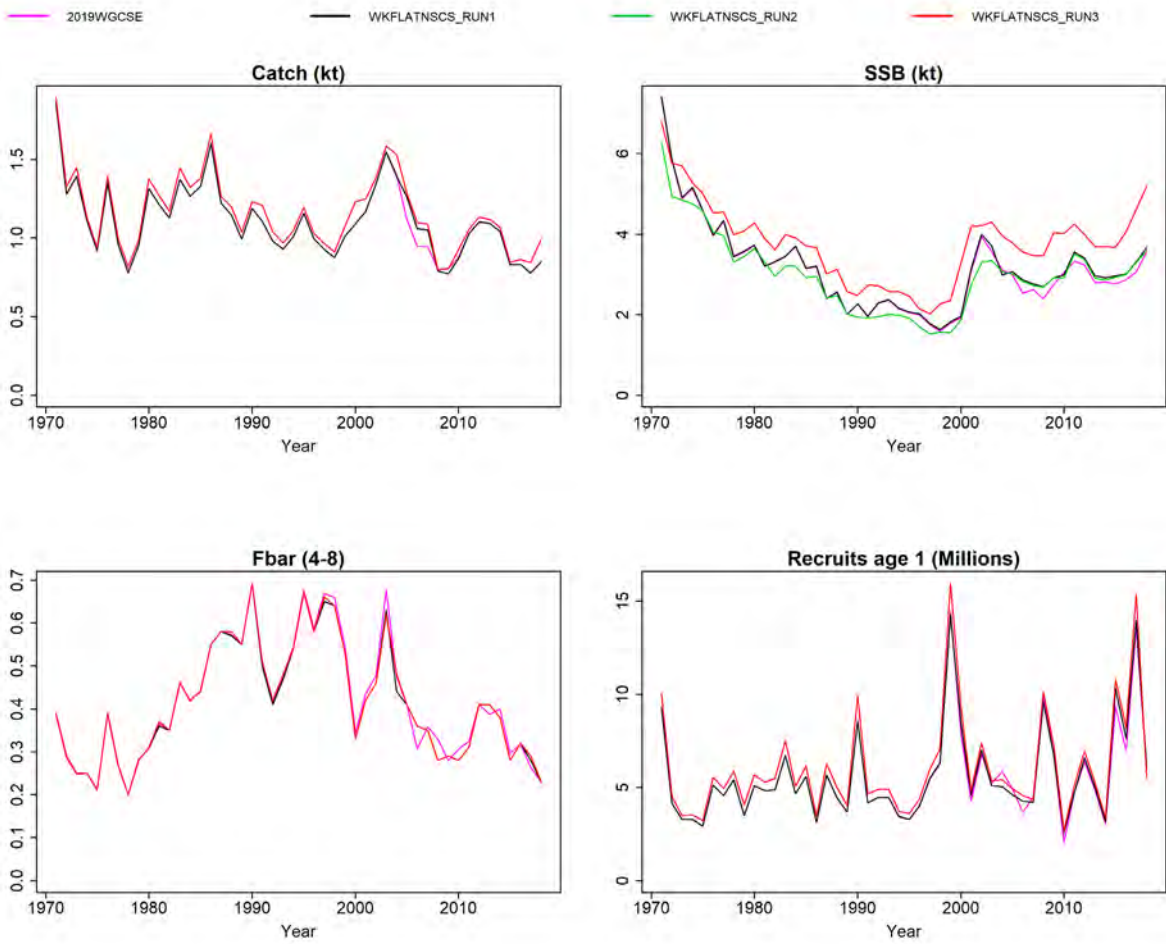 2019WGCSE WKFLATNSCS_RUN1 WKFLATNSCS_RUN2 WKFLATNSCS_RUN3
Catch (kt)
1.5
1.0
0.5
0.0
1970 1980 1990 2000 2010
Year
SSB (kt)
6
4
2
0
1970 1980 1990 2000 2010
Year
Fbar (4-8)
0.7
0.6
0.5
0.4
0.3
0.2
0.1
0.0
1970 1980 1990 2000 2010
Year
Recruits age 1 (Millions)
15
10
5
0
1970 1980 1990 2000 2010
Year